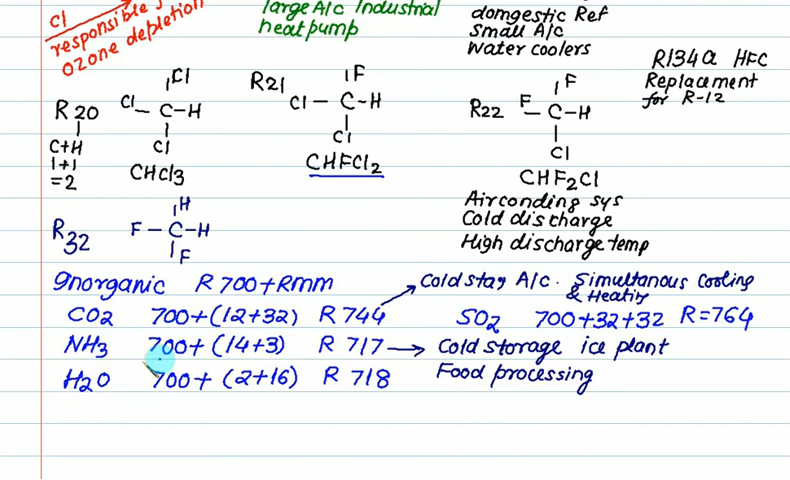 Cl
responsible
ozone depletion
large A/c Industrial
heat pump
domgestic Ref
Small A/c
Water coolers
R134a HFC
Replacement
for R-12
R20
C+H
1+1
=2
Cl
Cl – C – H
Cl
CHCl3
R21
F
Cl – C – H
Cl
CHFCl2
R22
F
F – C – H
Cl
CHF2Cl
Airconding sys
Cold discharge
High discharge temp
R32
H
F – C – H
F
Inorganic R 700 + Rmm
Cold stag A/c. Simultanous Cooling
& Heatin
CO2 700+(12+32) R 744
SO2 700+32+32 R=764
NH3 700+(14+3) R 717 → Cold storage ice plant
H2O 700+(2+16) R 718 Food processing